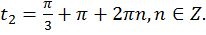 t₂ = π/3 + π + 2πn, n ∈ Z.